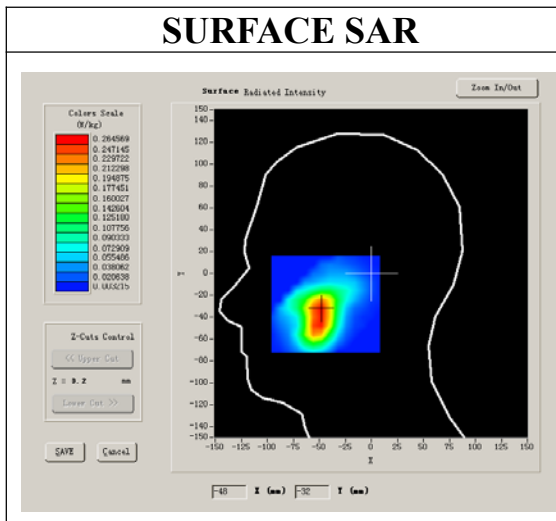 SURFACE SAR
Surface Radiated Intensity
Zoom In/Out
Colors Scale
(W/kg)
0.264569
0.247145
0.229722
0.212298
0.194875
0.177451
0.160027
0.142604
0.125180
0.107756
0.090333
0.072909
0.055486
0.038062
0.020638
0.003215
150
140
120
100
80
60
40
20
0
-20
-40
-60
-80
-100
-120
-140
-150
Y
-150 -125 -100 -75 -50 -25 0 25 50 75 100 125 150
X
Z-Cuts Control
<< Upper Cut
Z = 3.2 mm
Lower Cut >>
SAVE Cancel
-48 X (mm) -32 Y (mm)